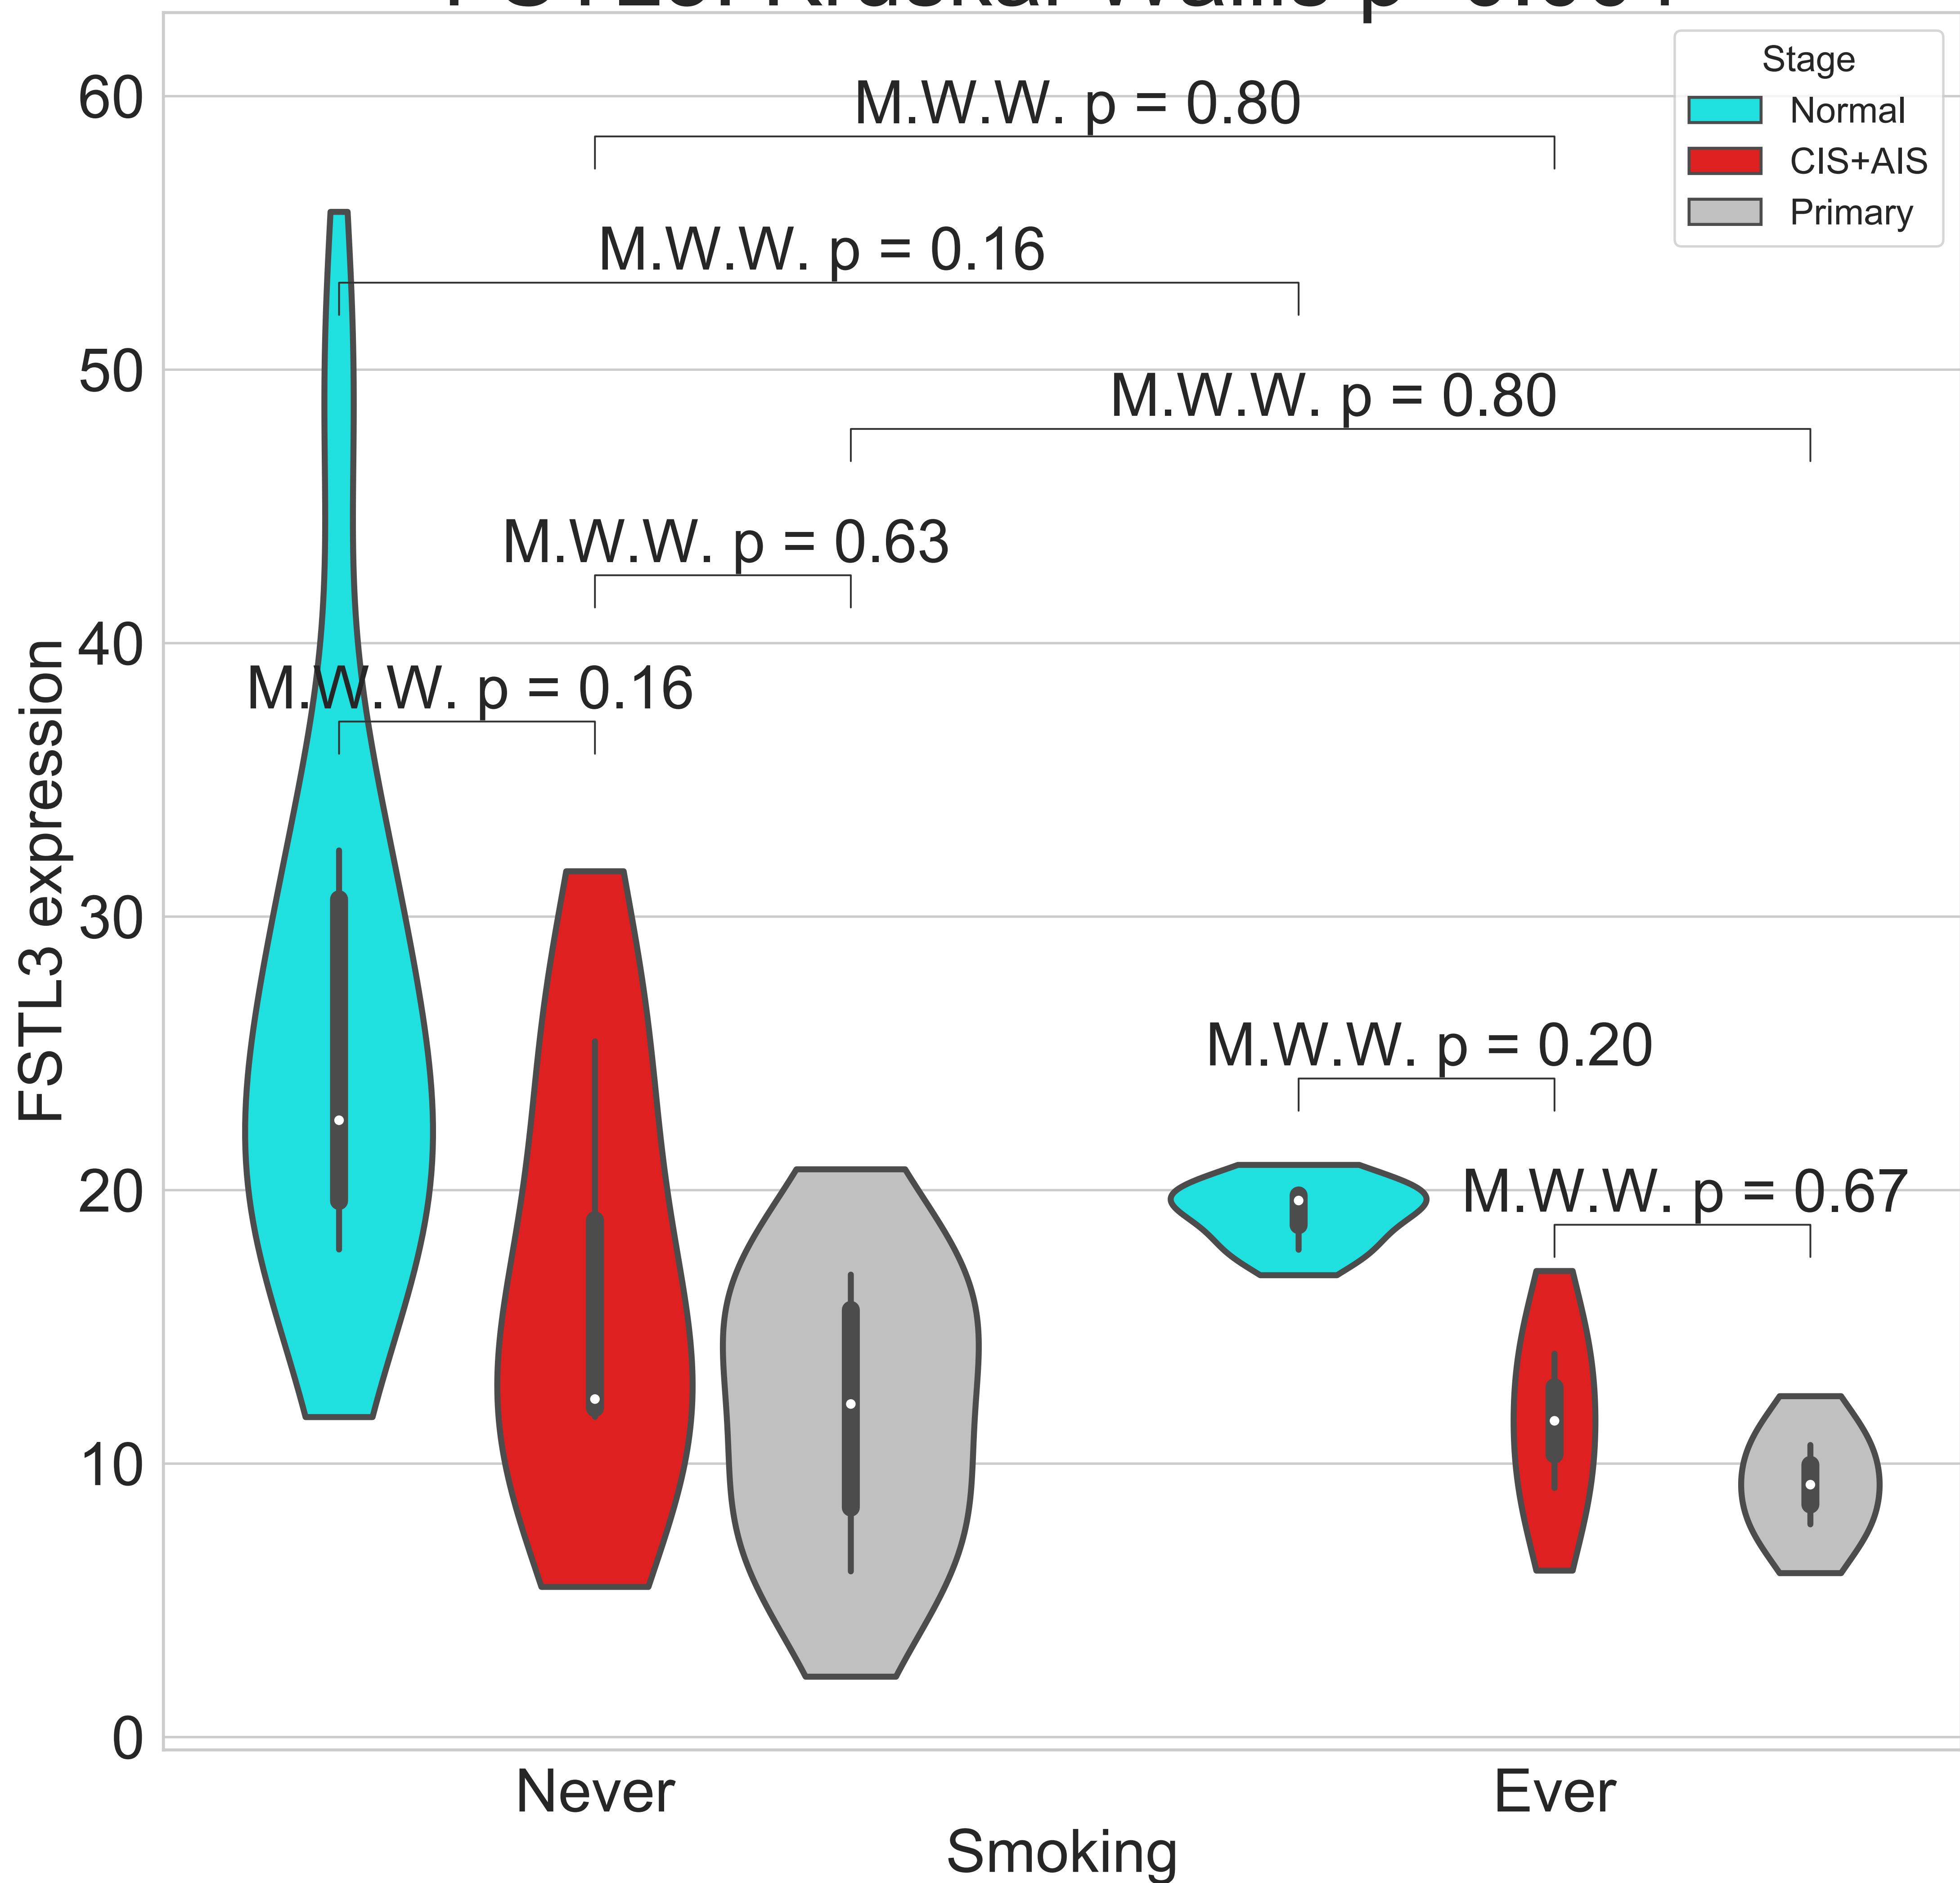 Stage
Normal
CIS+AIS
Primary
60
50
40
30
20
10
0
FSTL3 expression
M.W.W. p = 0.80
M.W.W. p = 0.16
M.W.W. p = 0.80
M.W.W. p = 0.63
M.W.W. p = 0.16
M.W.W. p = 0.20
M.W.W. p = 0.67
Never
Ever
Smoking